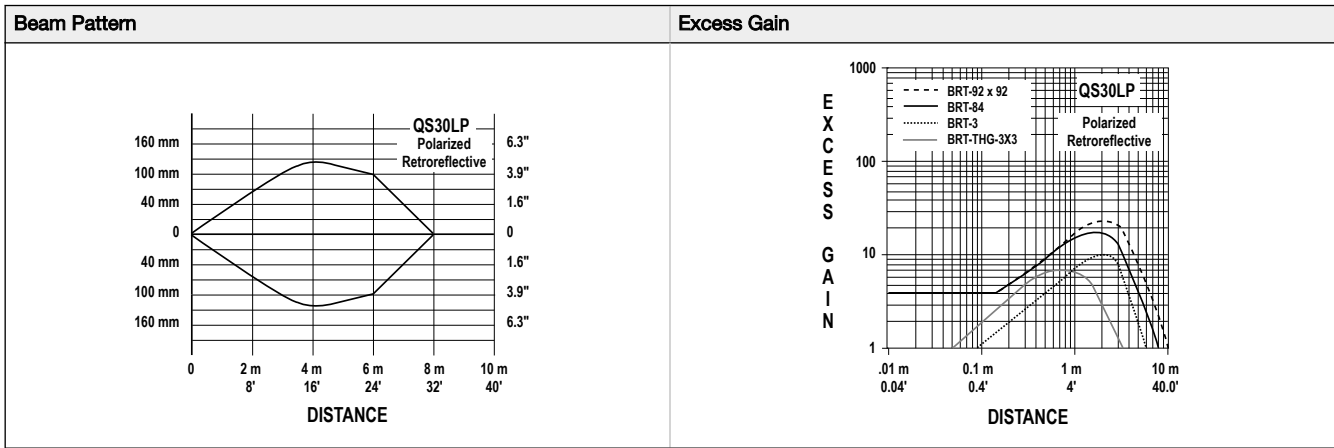 Beam Pattern
Excess Gain
QS30LP
Polarized
Retroreflective
160 mm
100 mm
40 mm
0
40 mm
100 mm
160 mm
6.3"
3.9"
1.6"
0
1.6"
3.9"
6.3"
0 2 m 4 m 6 m 8 m 10 m
8' 16' 24' 32' 40'
DISTANCE
EXCESS GAIN
1000
100
10
1
BRT-92 x 92
BRT-84
BRT-3
BRT-THG-3X3
QS30LP
Polarized
Retroreflective
.01 m 0.1 m 1 m 10 m
0.04' 0.4' 4' 40.0'
DISTANCE